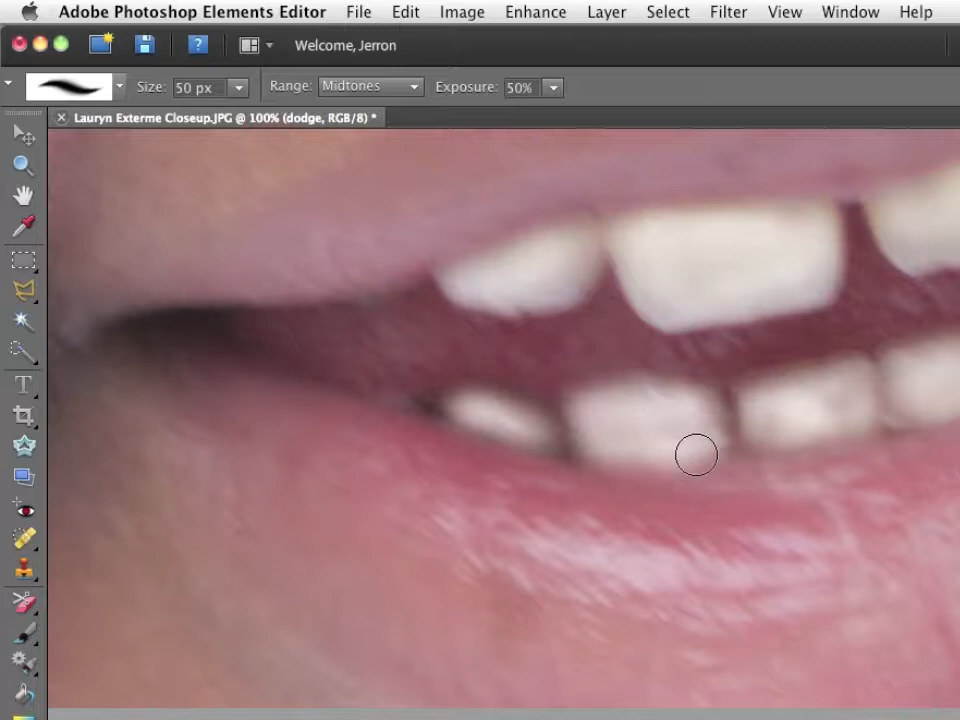 Adobe Photoshop Elements Editor File Edit Image Enhance Layer Select Filter View Window Help
? Welcome, Jerron
Size: 50 px Range: Midtones Exposure: 50%
Lauryn Exterme Closeup.JPG @ 100% (dodge, RGB/8) *
T